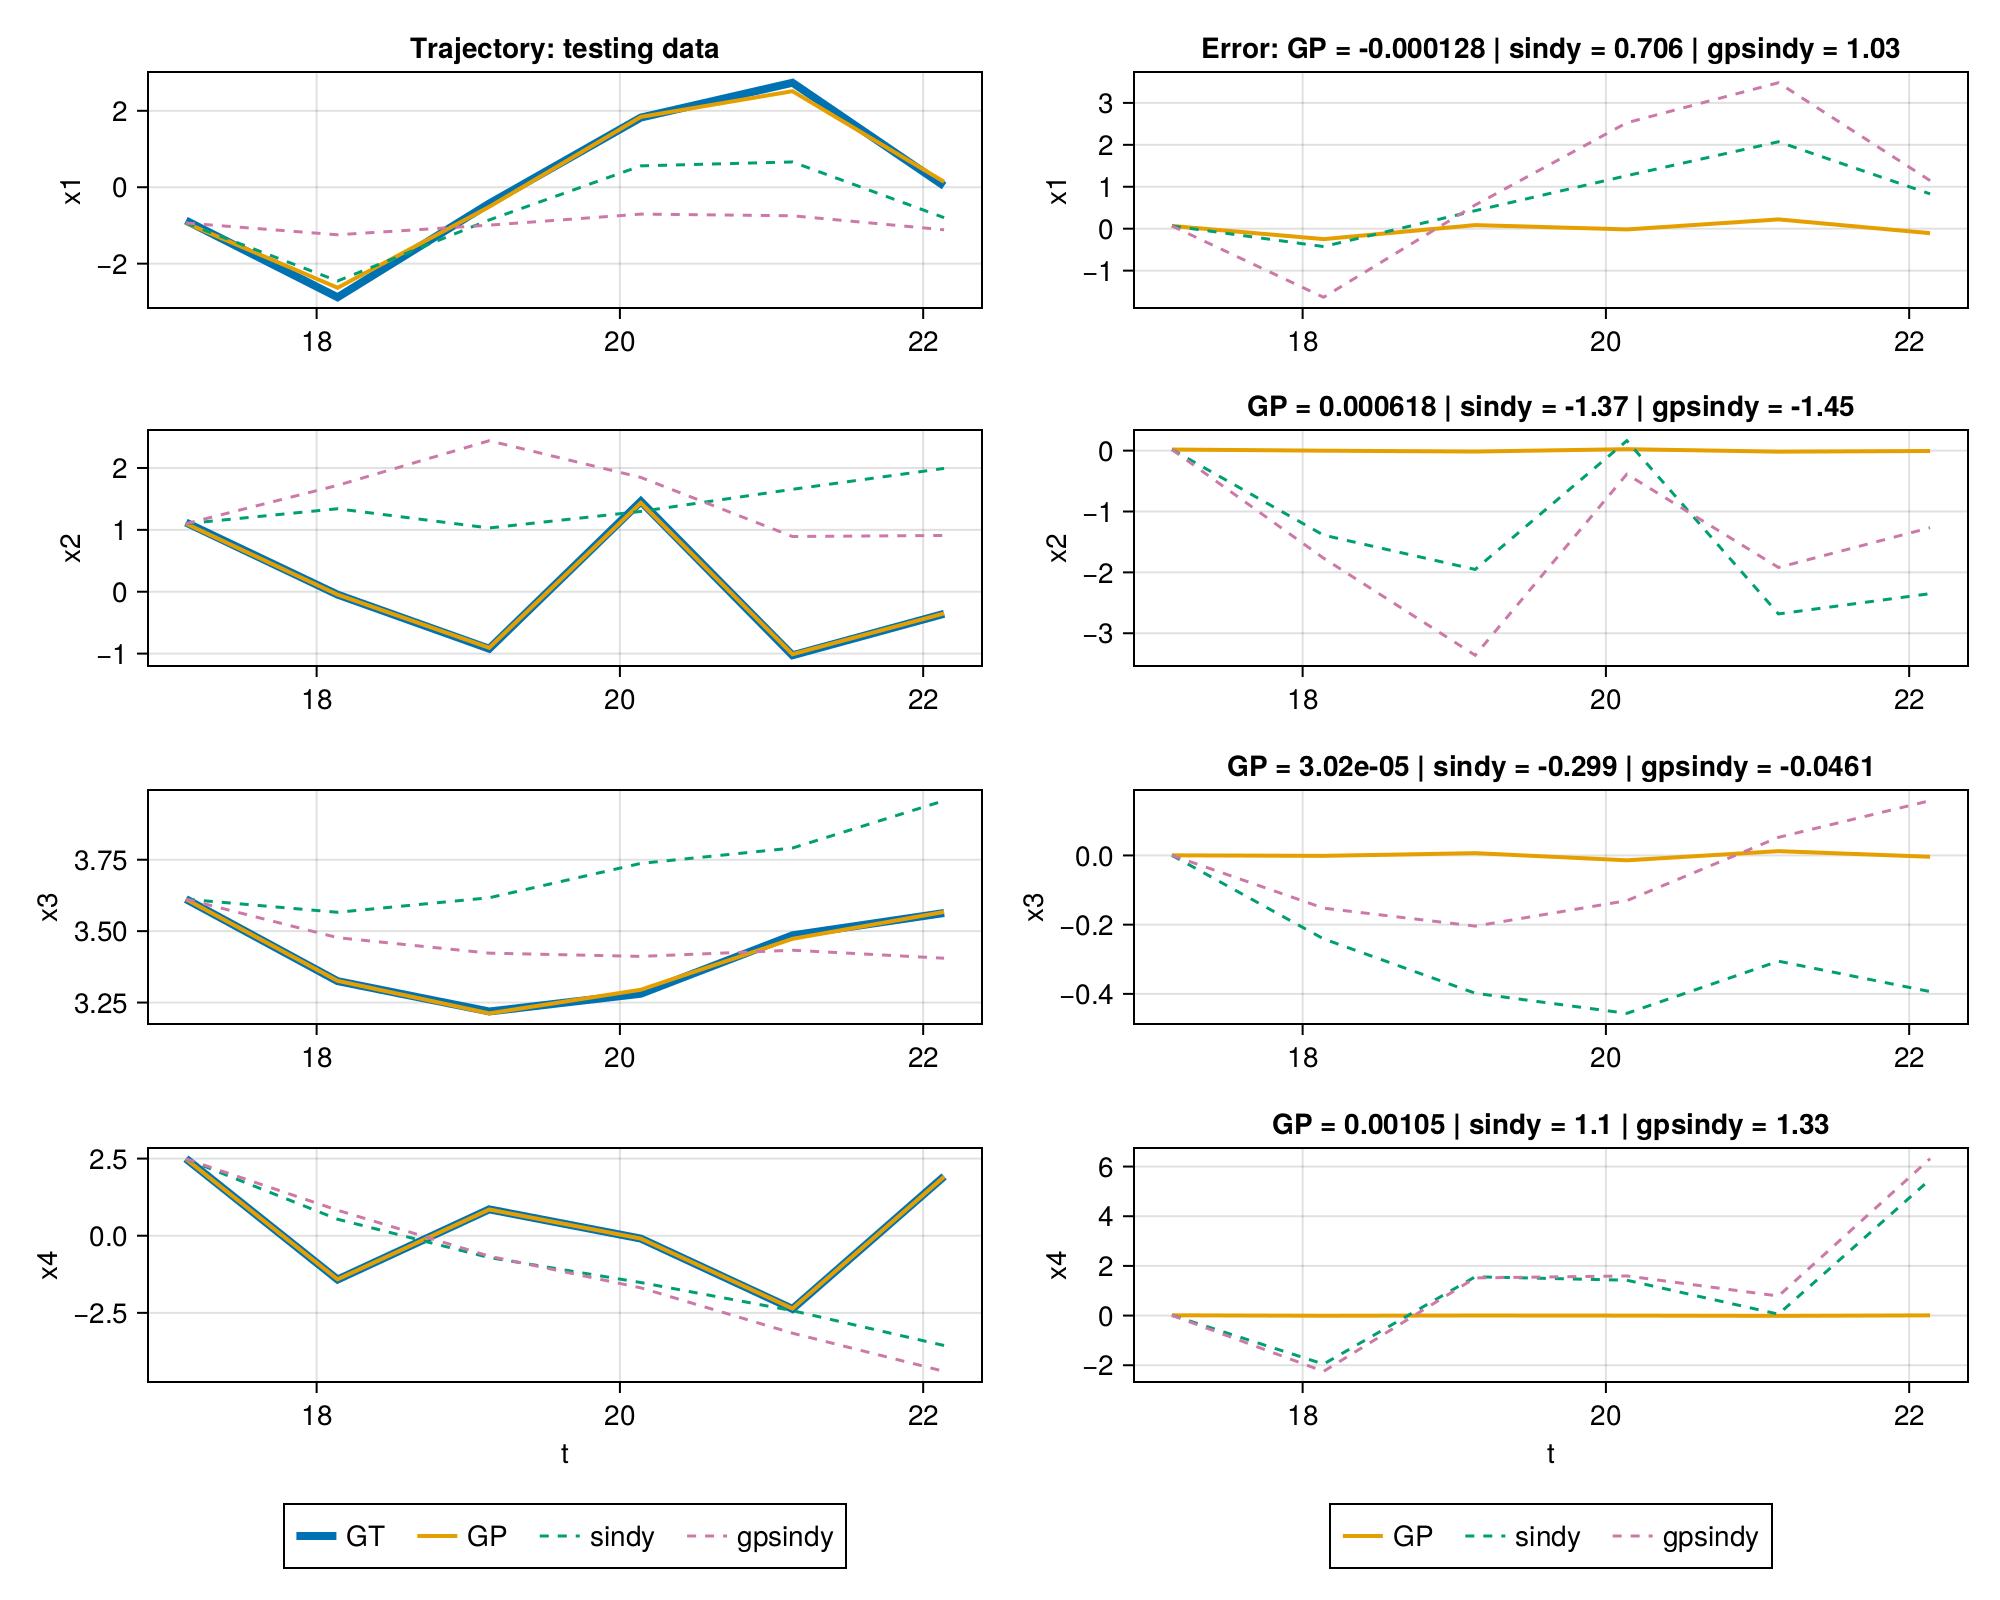 Trajectory: testing data
x1
2
0
−2
18 20 22
Error: GP = -0.000128 | sindy = 0.706 | gpsindy = 1.03
x1
3
2
1
0
−1
18 20 22
x2
2
1
0
−1
18 20 22
GP = 0.000618 | sindy = -1.37 | gpsindy = -1.45
x2
0
−1
−2
−3
18 20 22
x3
3.75
3.50
3.25
18 20 22
GP = 3.02e-05 | sindy = -0.299 | gpsindy = -0.0461
x3
0.0
−0.2
−0.4
18 20 22
x4
2.5
0.0
−2.5
18 20 22
t
GP = 0.00105 | sindy = 1.1 | gpsindy = 1.33
x4
6
4
2
0
−2
18 20 22
t
GT GP sindy gpsindy
GP sindy gpsindy